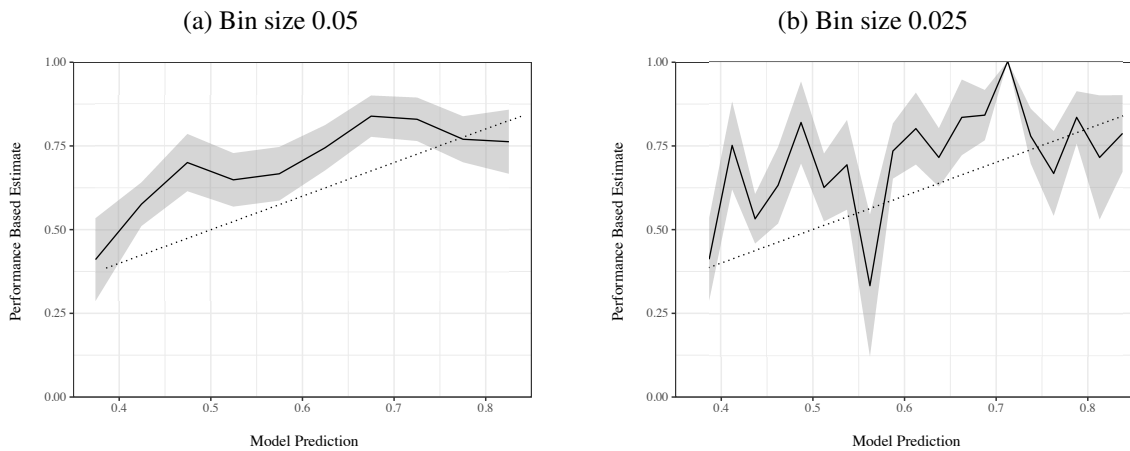 (a) Bin size 0.05
1.00
0.75
0.50
0.25
0.00
Performance Based Estimate
0.4 0.5 0.6 0.7 0.8
Model Prediction
(b) Bin size 0.025
1.00
0.75
0.50
0.25
0.00
Performance Based Estimate
0.4 0.5 0.6 0.7 0.8
Model Prediction